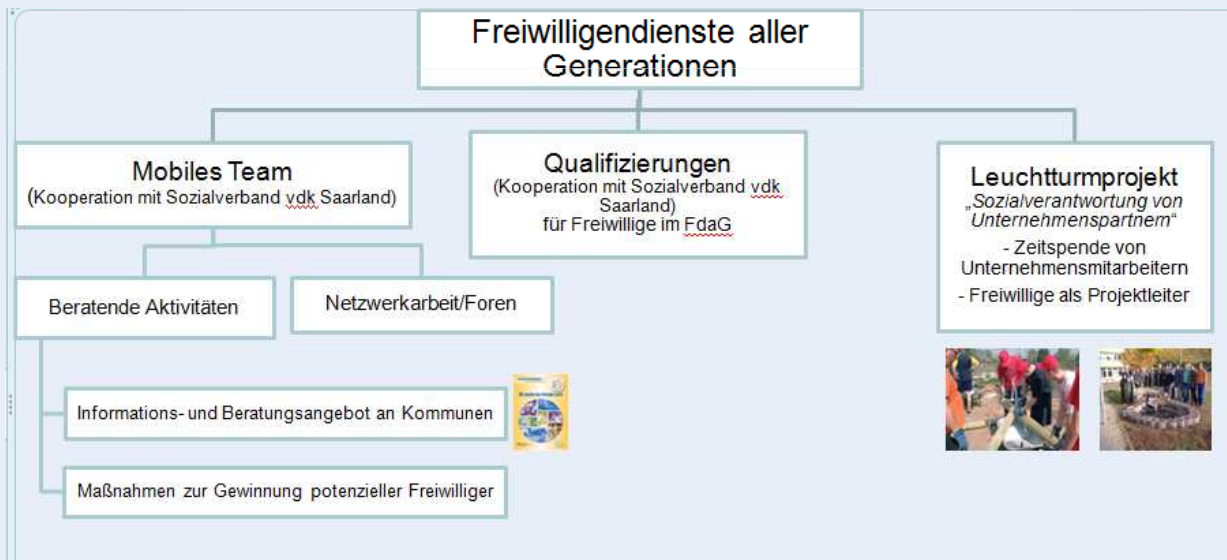 Freiwilligendienste aller
Generationen
Mobiles Team
(Kooperation mit Sozialverband vdk Saarland)
Qualifizierungen
(Kooperation mit Sozialverband vdk
Saarland)
für Freiwillige im FdaG
Leuchtturmprojekt
„Sozialverantwortung von
Unternehmenspartnern“
- Zeitspende von
Unternehmensmitarbeitern
- Freiwillige als Projektleiter
Beratende Aktivitäten
Netzwerkarbeit/Foren
Informations- und Beratungsangebot an Kommunen
Maßnahmen zur Gewinnung potenzieller Freiwilliger